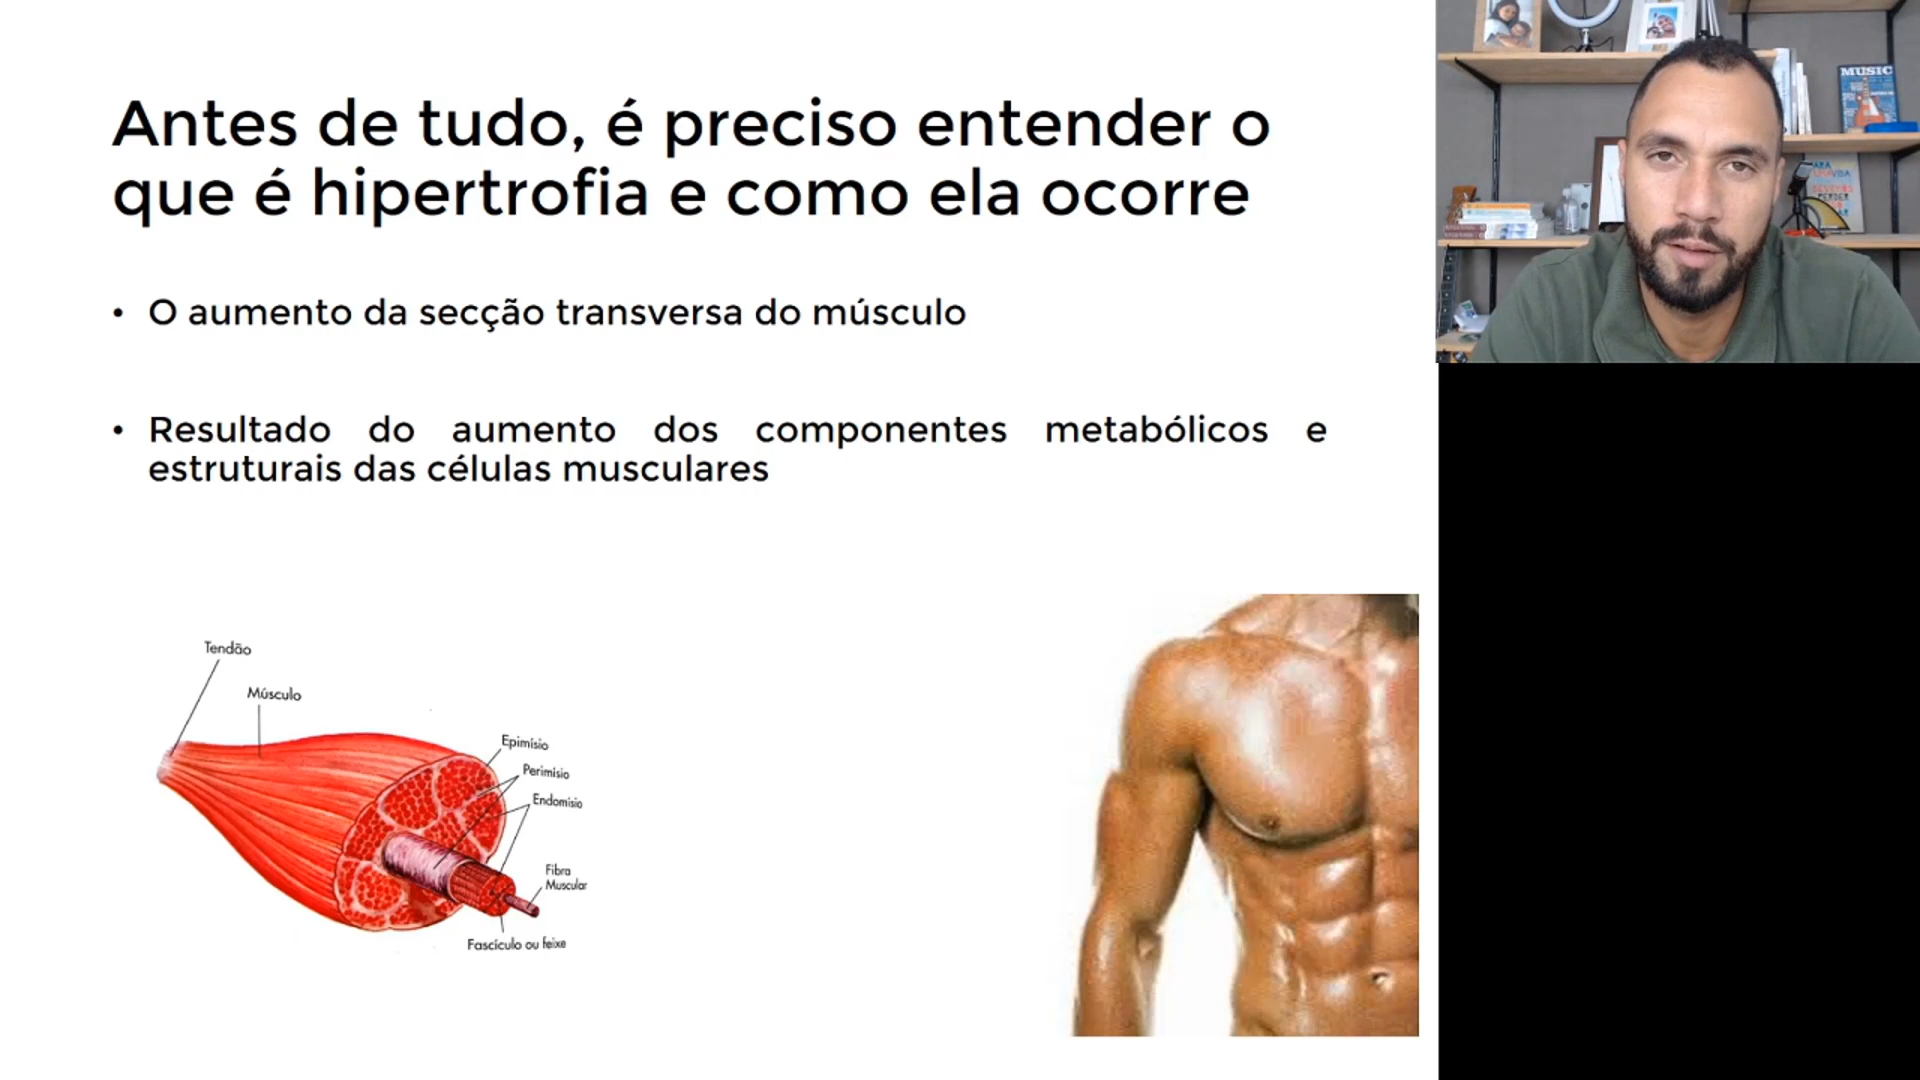 Antes de tudo, é preciso entender o
que é hipertrofia e como ela ocorre
• O aumento da secção transversa do músculo
• Resultado do aumento dos componentes metabólicos e
estruturais das células musculares
Tendão
Músculo
Epimísio
Perimísio
Endomísio
Fibra
Muscular
Fascículo ou feixe
MUSIC